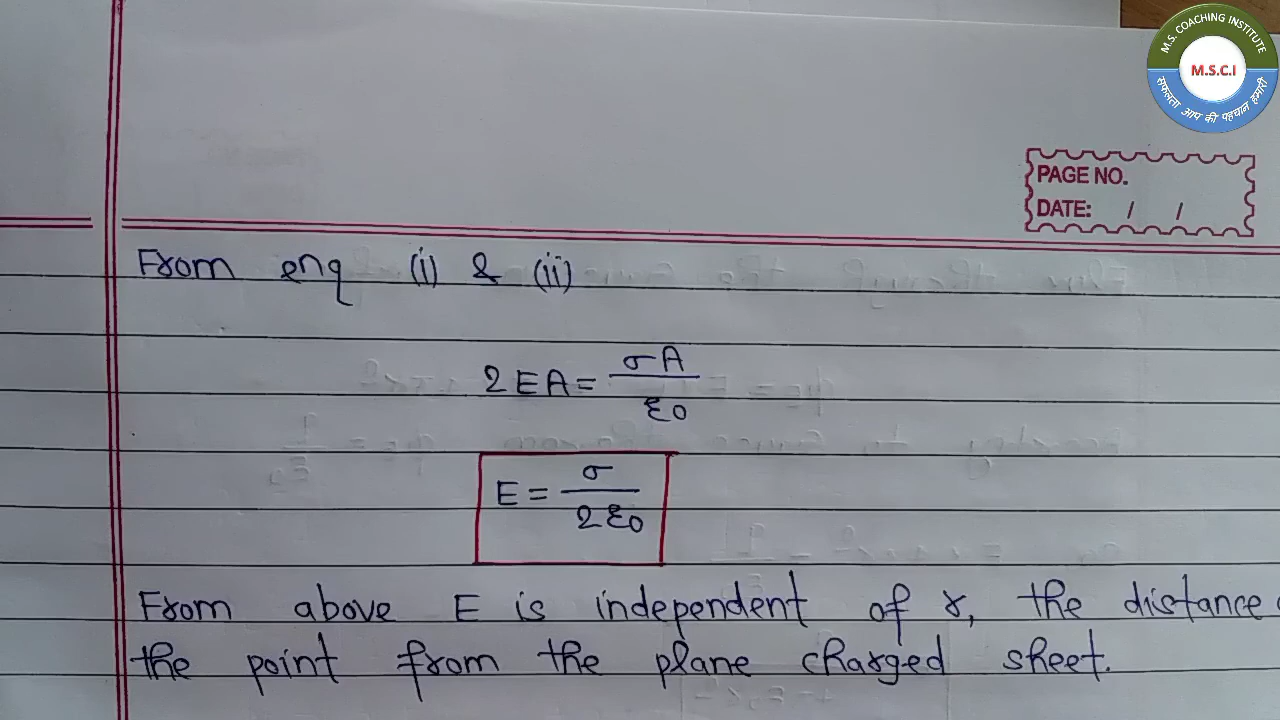 M.S. COACHING INSTITUTE
M.S.C.I
सफलता आप की पहचान हमारी
PAGE NO.
DATE: / /
From enq (i) & (ii)
2EA = σA / ε0
E = σ / 2ε0
From above E is independent of r, the distance
the point from the plane charged sheet.